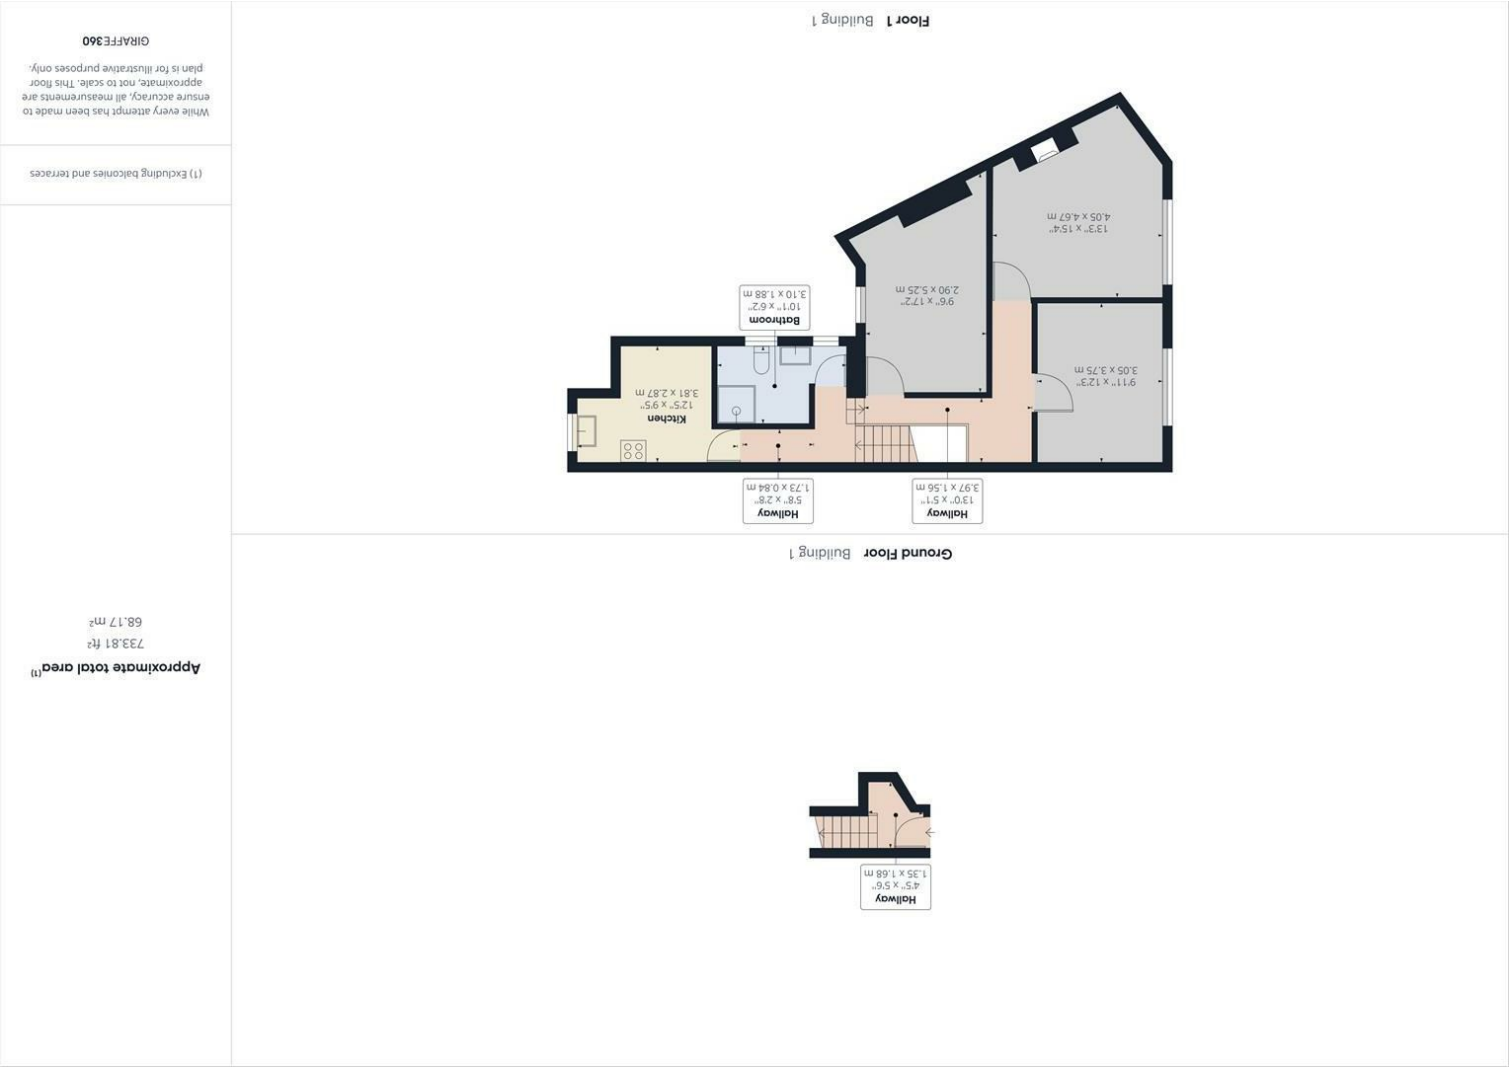 Hallway
4'5" x 5'6"
1.35 x 1.68 m
Ground Floor Building 1
Hallway
13'0" x 5'1"
3.97 x 1.56 m
Hallway
5'8" x 2'8"
1.73 x 0.84 m
Kitchen
12'5" x 9'5"
3.81 x 2.87 m
9'11" x 12'3"
3.05 x 3.75 m
Bathroom
10'1" x 6'2"
3.10 x 1.88 m
9'6" x 17'2"
2.90 x 5.25 m
13'3" x 15'4"
4.05 x 4.67 m
Floor 1 Building 1
Approximate total area(1)
733.81 ft²
68.17 m²
(1) Excluding balconies and terraces
While every attempt has been made to
ensure accuracy, all measurements are
approximate, not to scale. This floor
plan is for illustrative purposes only.
GIRAFFE360